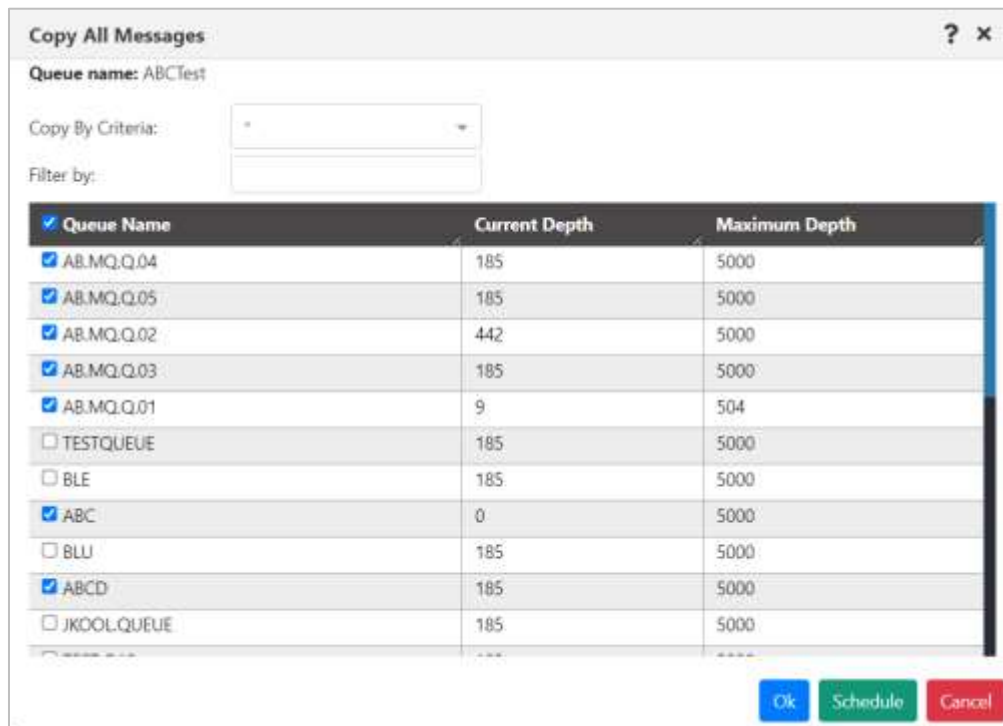 Copy All Messages ? ×
Queue name: ABCTest
Copy By Criteria: *
Filter by:
Queue Name Current Depth Maximum Depth
AB.MQ.Q.04 185 5000
AB.MQ.Q.05 185 5000
AB.MQ.Q.02 442 5000
AB.MQ.Q.03 185 5000
AB.MQ.Q.01 9 504
TESTQUEUE 185 5000
BLE 185 5000
ABC 0 5000
BLU 185 5000
ABCD 185 5000
JKOOL.QUEUE 185 5000
Ok Schedule Cancel